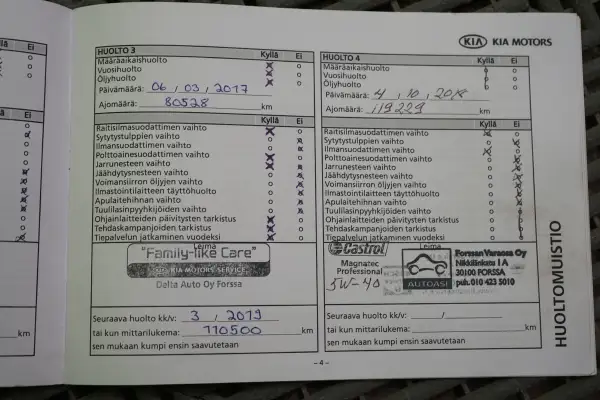 KIA KIA MOTORS
HUOLTO 3 Kyllä Ei
Määräaikaishuolto
Vuosihuolto
Öljyhuolto
Päivämäärä: 06, 03, 2017
Ajomäärä: 80528 km
Kyllä Ei
Raitisilmasuodattimen vaihto
Sytytystulppien vaihto
Ilmansuodattimen vaihto
Polttoainesuodattimen vaihto
Jarrunesteen vaihto
Jäähdytysnesteen vaihto
Voimansiirron öljyjen vaihto
Ilmastointilaitteen täyttöhuolto
Apulaitehihnan vaihto
Tuulilasinpyyhkijöiden vaihto
Ohjainlaitteiden päivitysten tarkistus
Tehdaskampanjoiden tarkistus
Tiepalvelun jatkaminen vuodeksi
Leima
"Family-like Care"
KIA MOTORS SERVICE
Delta Auto Oy Forssa
Seuraava huolto kk/v: 3 / 2019
tai kun mittarilukema: 110500 km
sen mukaan kumpi ensin saavutetaan
HUOLTO 4 Kyllä Ei
Määräaikaishuolto
Vuosihuolto
Öljyhuolto
Päivämäärä: 4, 10, 2018
Ajomäärä: 119229 km
Kyllä Ei
Raitisilmasuodattimen vaihto
Sytytystulppien vaihto
Ilmansuodattimen vaihto
Polttoainesuodattimen vaihto
Jarrunesteen vaihto
Jäähdytysnesteen vaihto
Voimansiirron öljyjen vaihto
Ilmastointilaitteen täyttöhuolto
Apulaitehihnan vaihto
Tuulilasinpyyhkijöiden vaihto
Ohjainlaitteiden päivitysten tarkistus
Tehdaskampanjoiden tarkistus
Tiepalvelun jatkaminen vuodeksi
Leima
Castrol
Magnatec
Professional
5W-40
AUTOASI
Forssan Varaosa Oy
Nikkilänkatu 1 A
30100 FORSSA
puh. 010 423 5010
Seuraava huolto kk/v: /
tai kun mittarilukema: km
sen mukaan kumpi ensin saavutetaan
HUOLTOMUISTIO
- 4 -
Ei
km
km